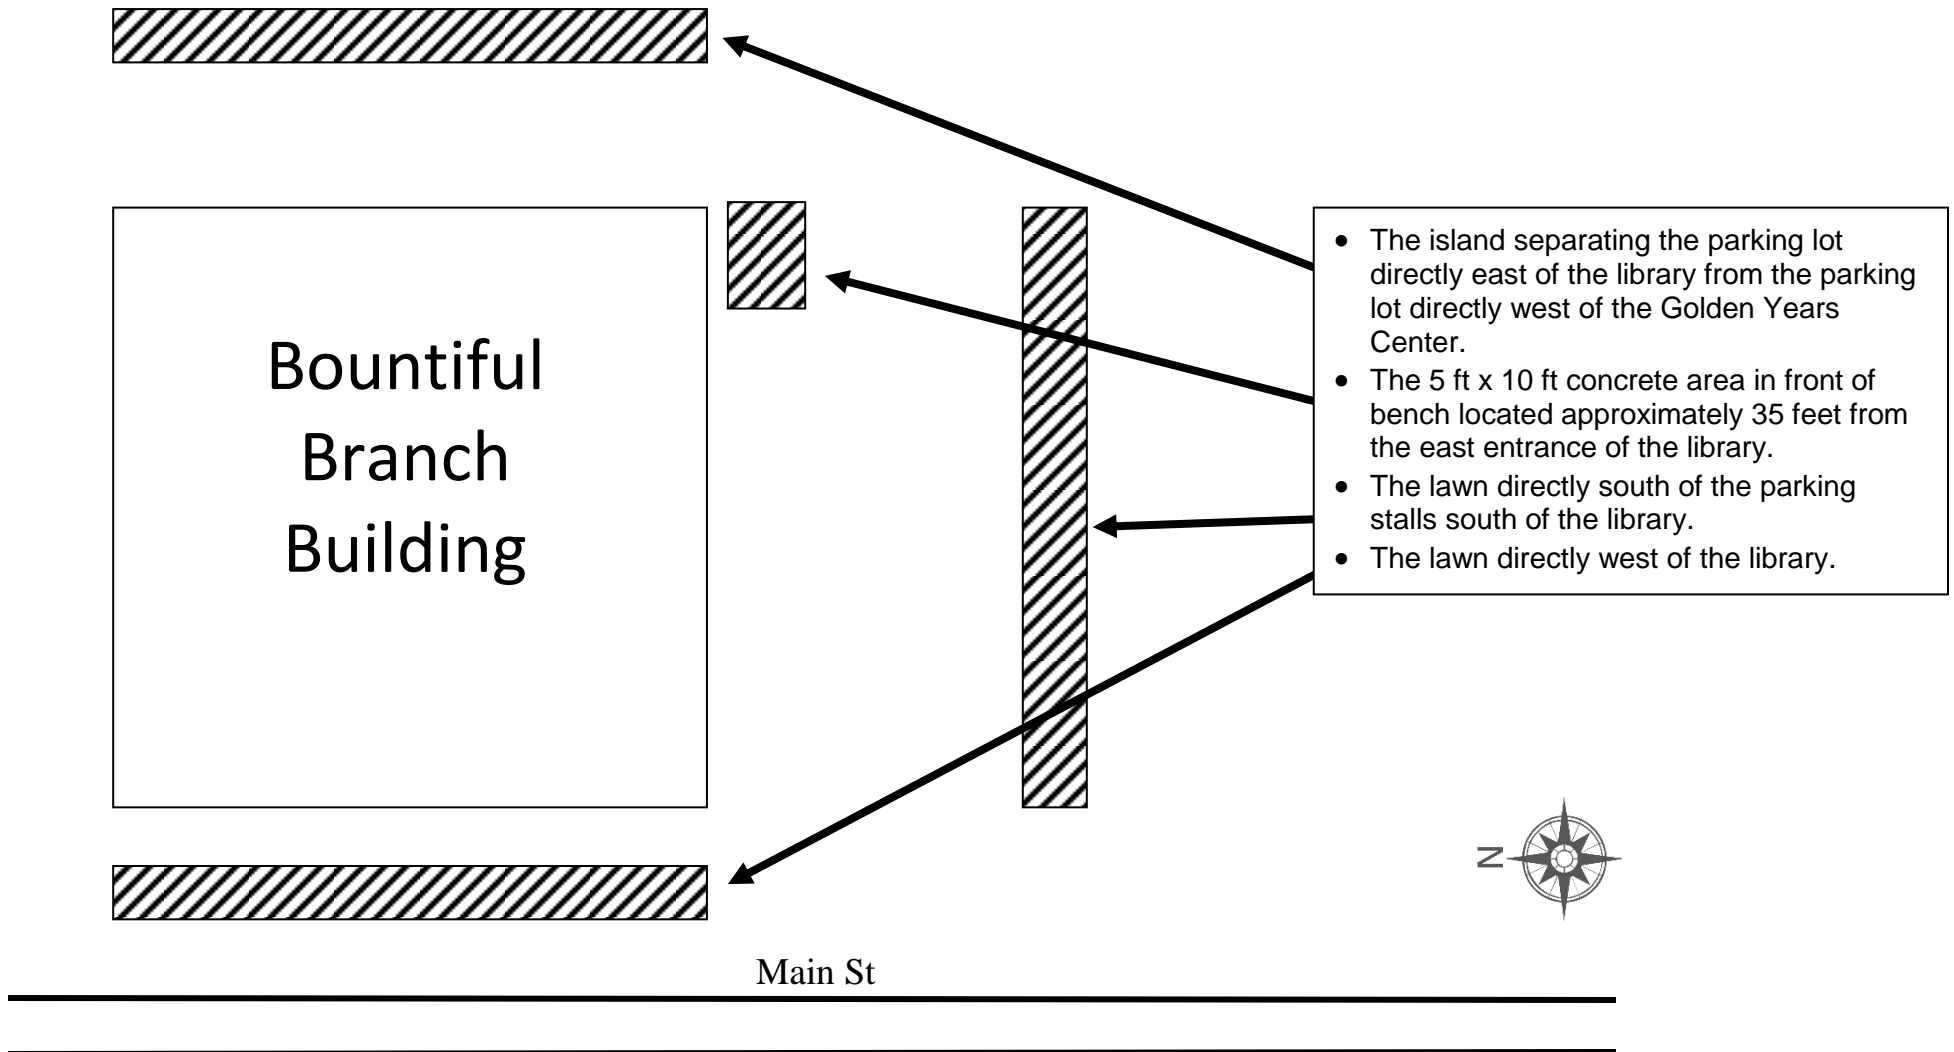 Bountiful
Branch
Building
• The island separating the parking lot
directly east of the library from the parking
lot directly west of the Golden Years
Center.
• The 5 ft x 10 ft concrete area in front of
bench located approximately 35 feet from
the east entrance of the library.
• The lawn directly south of the parking
stalls south of the library.
• The lawn directly west of the library.
N
Main St